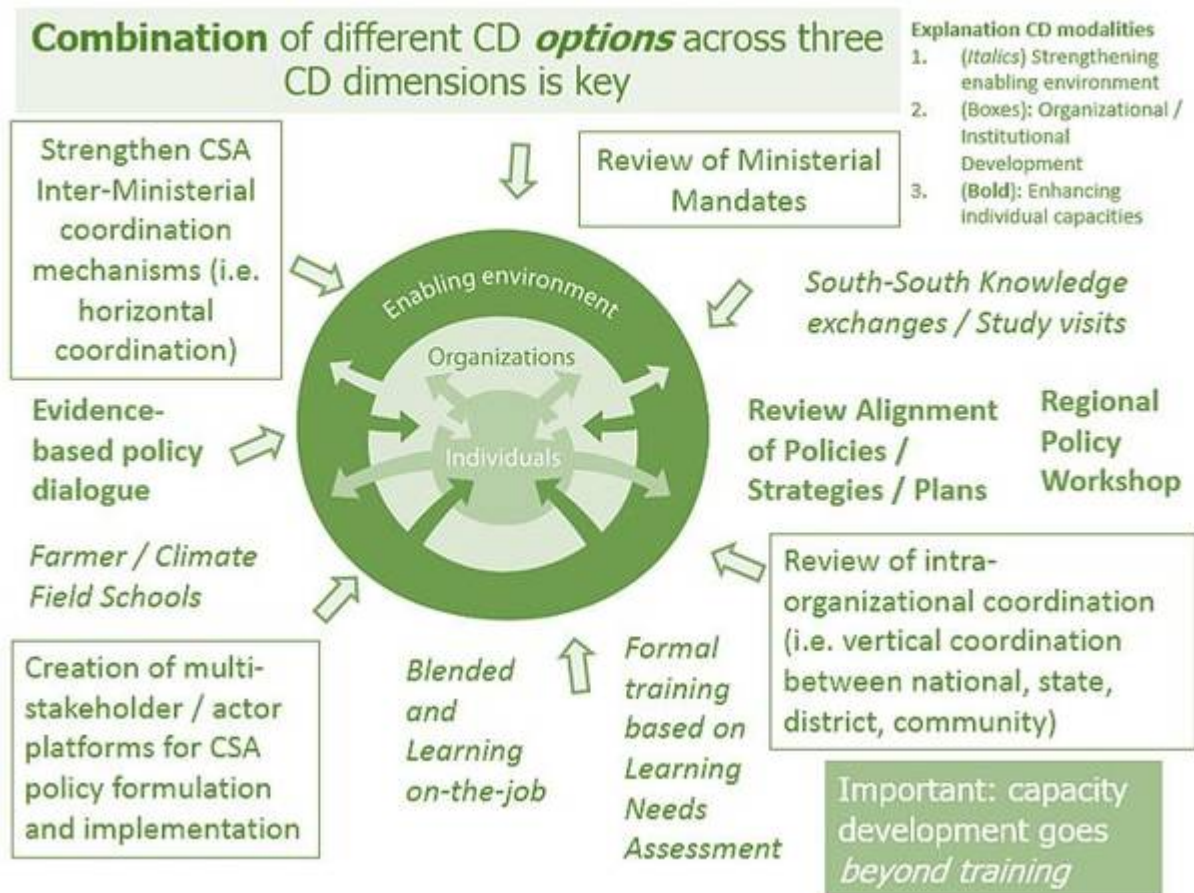 Combination of different CD options across three
CD dimensions is key
Explanation CD modalities
1. (Italics) Strengthening
enabling environment
2. (Boxes): Organizational /
Institutional
Development
3. (Bold): Enhancing
individual capacities
Strengthen CSA
Inter-Ministerial
coordination
mechanisms (i.e.
horizontal
coordination)
Review of Ministerial
Mandates
South-South Knowledge
exchanges / Study visits
Enabling environment
Organizations
Individuals
Evidence-
based policy
dialogue
Review Alignment
of Policies /
Strategies / Plans
Regional
Policy
Workshop
Farmer / Climate
Field Schools
Creation of multi-
stakeholder / actor
platforms for CSA
policy formulation
and implementation
Blended
and
Learning
on-the-job
Formal
training
based on
Learning
Needs
Assessment
Review of intra-
organizational coordination
(i.e. vertical coordination
between national, state,
district, community)
Important: capacity
development goes
beyond training